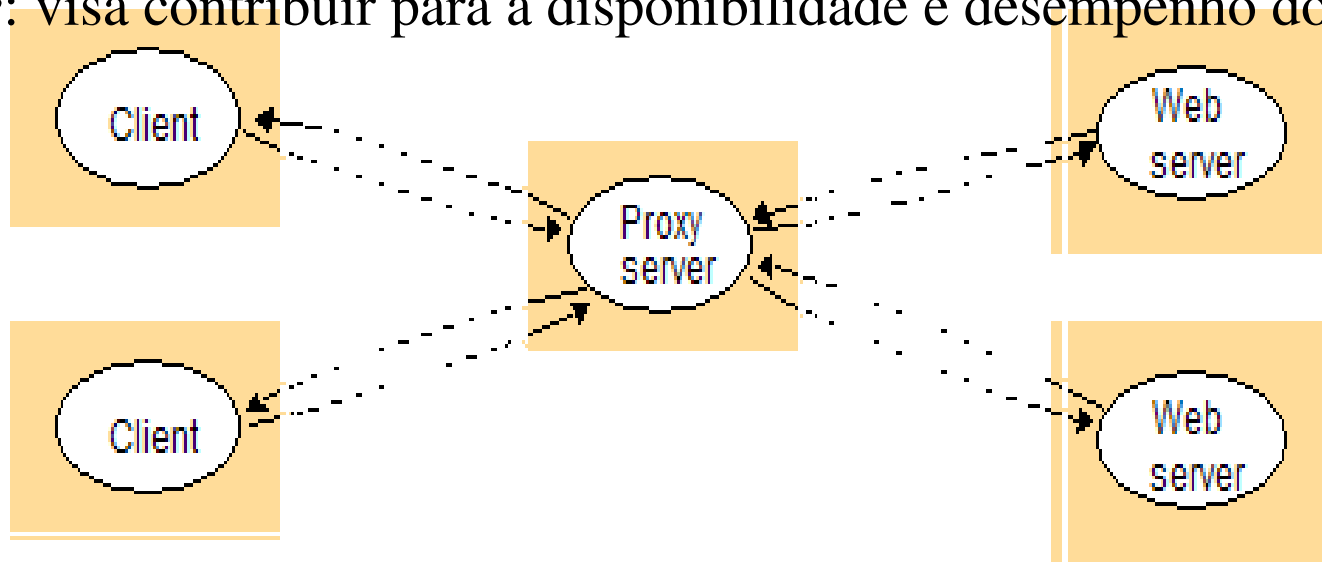 : visa contribuir para a disponibilidade e desempenho do
Client
Web
server
Proxy
server
Client
Web
server